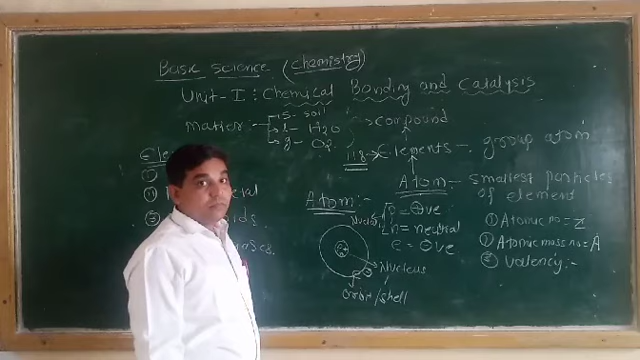 Basic Science (Chemistry)
Unit-I: Chemical Bonding and Catalysis
matter:- S- Soil
l- H2O
g- O2
> Compound
118 > Elements - group atom
Atom - Smallest particles
of element
Atom:-
P = ⊕ve
n = neutral
e = ⊖ve
Nucleus
orbit/shell
① Atomic no = Z
② Atomic mass no = A
③ Valency:-